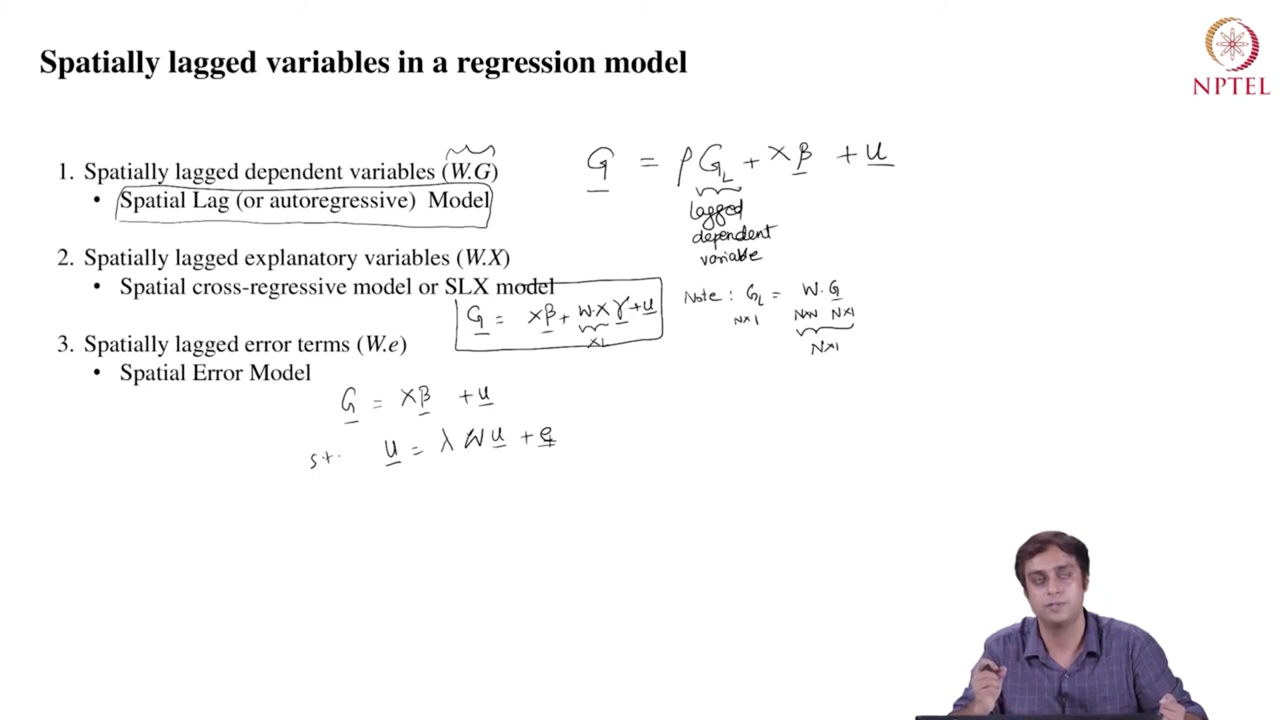 Spatially lagged variables in a regression model
NPTEL
1. Spatially lagged dependent variables (W.G)
• Spatial Lag (or autoregressive) Model
G = ρ G_L + Xβ + u
lagged
dependent
variable
2. Spatially lagged explanatory variables (W.X)
• Spatial cross-regressive model or SLX model
G = Xβ + W.X γ + u
XL
Note : G_L = W. G
N×1 N×N N×1
N×1
3. Spatially lagged error terms (W.e)
• Spatial Error Model
G = Xβ + u
s.t. u = λ W u + e